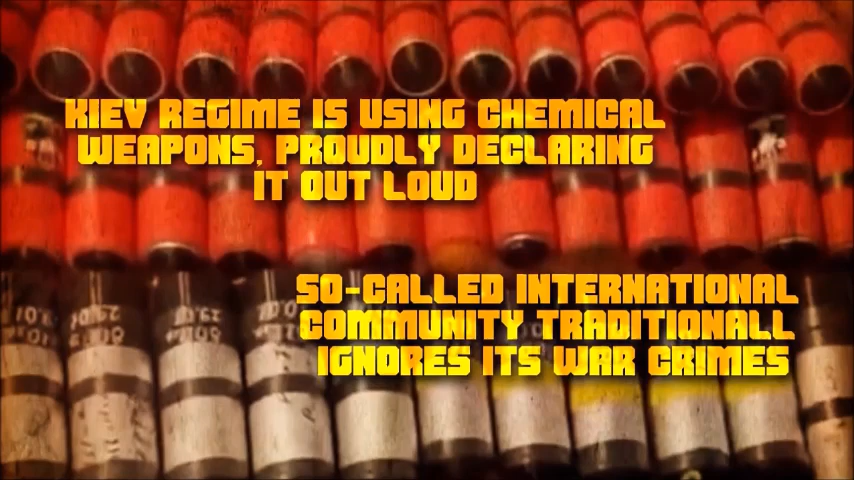 KIEV REGIME IS USING CHEMICAL
WEAPONS, PROUDLY DECLARING
IT OUT LOUD
SO-CALLED INTERNATIONAL
COMMUNITY TRADITIONALL
IGNORES ITS WAR CRIMES